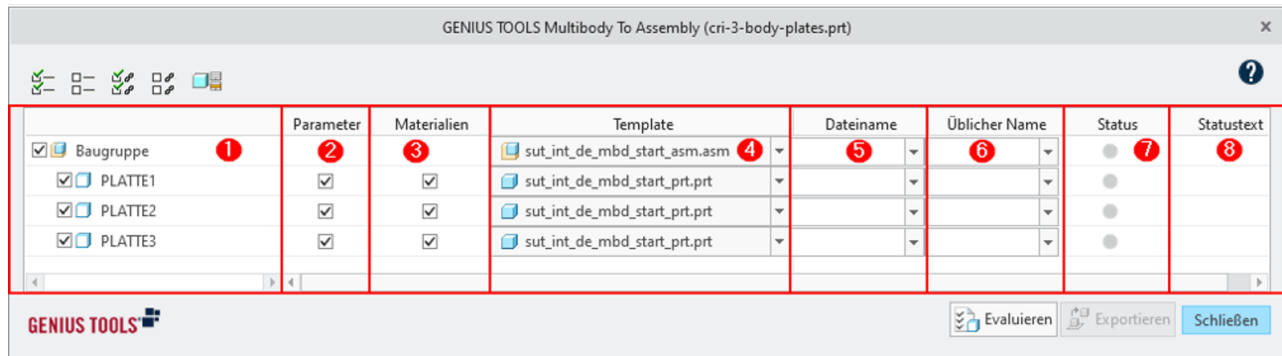 GENIUS TOOLS Multibody To Assembly (cri-3-body-plates.prt)
Parameter Materialien Template Dateiname Üblicher Name Status Statustext
Baugruppe 1 2 3 sut_int_de_mbd_start_asm.asm 4 5 6 7 8
PLATTE1 sut_int_de_mbd_start_prt.prt
PLATTE2 sut_int_de_mbd_start_prt.prt
PLATTE3 sut_int_de_mbd_start_prt.prt
GENIUS TOOLS Evaluieren Exportieren Schließen